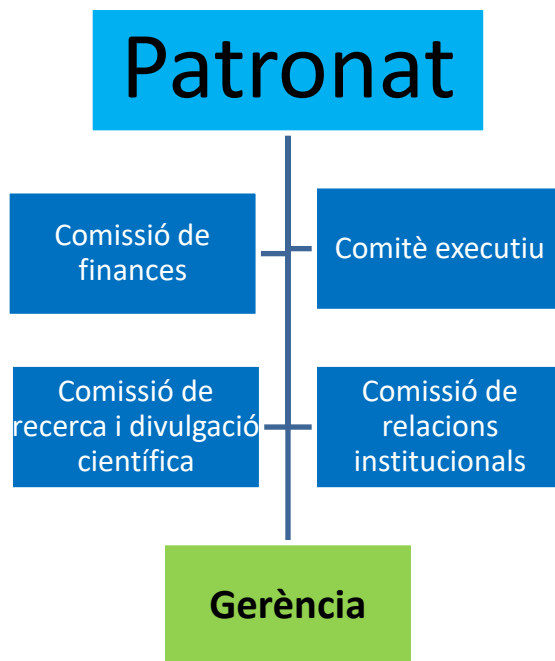 Patronat
Comissió de
finances
Comitè executiu
Comissió de
recerca i divulgació
científica
Comissió de
relacions
institucionals
Gerència